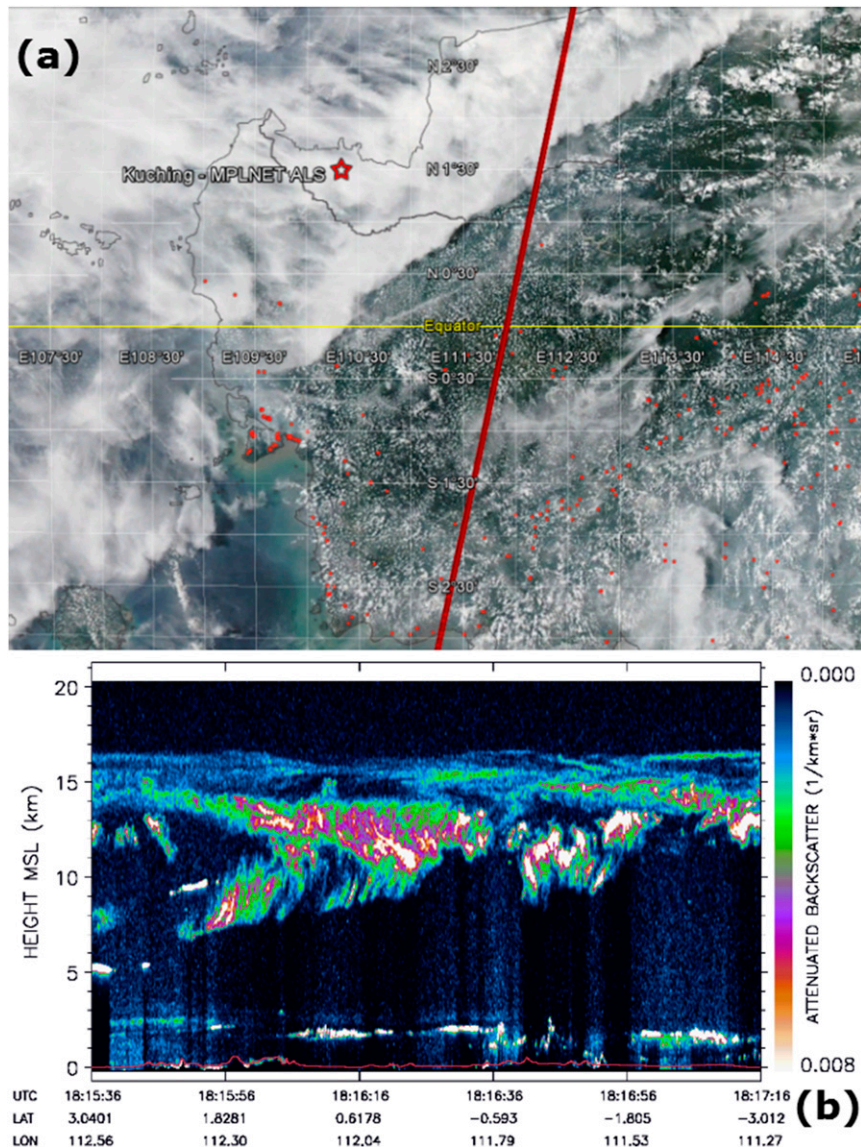 (a)
N 2°30'
Kuching - MPLNET ALS
N 1°30'
N 0°30'
Equator
E107°30' E108°30' E109°30' E110°30' E111°30' E112°30' E113°30' E114°30' E1
S 0°30'
S 1°30'
S 2°30'
20
15
10
5
0
HEIGHT MSL (km)
0.000
0.008
ATTENUATED BACKSCATTER (1/km*sr)
UTC 18:15:36 18:15:56 18:16:16 18:16:36 18:16:56 18:17:16
LAT 3.0401 1.8281 0.6178 -0.593 -1.805 -3.012
LON 112.56 112.30 112.04 111.79 111.53 111.27
(b)